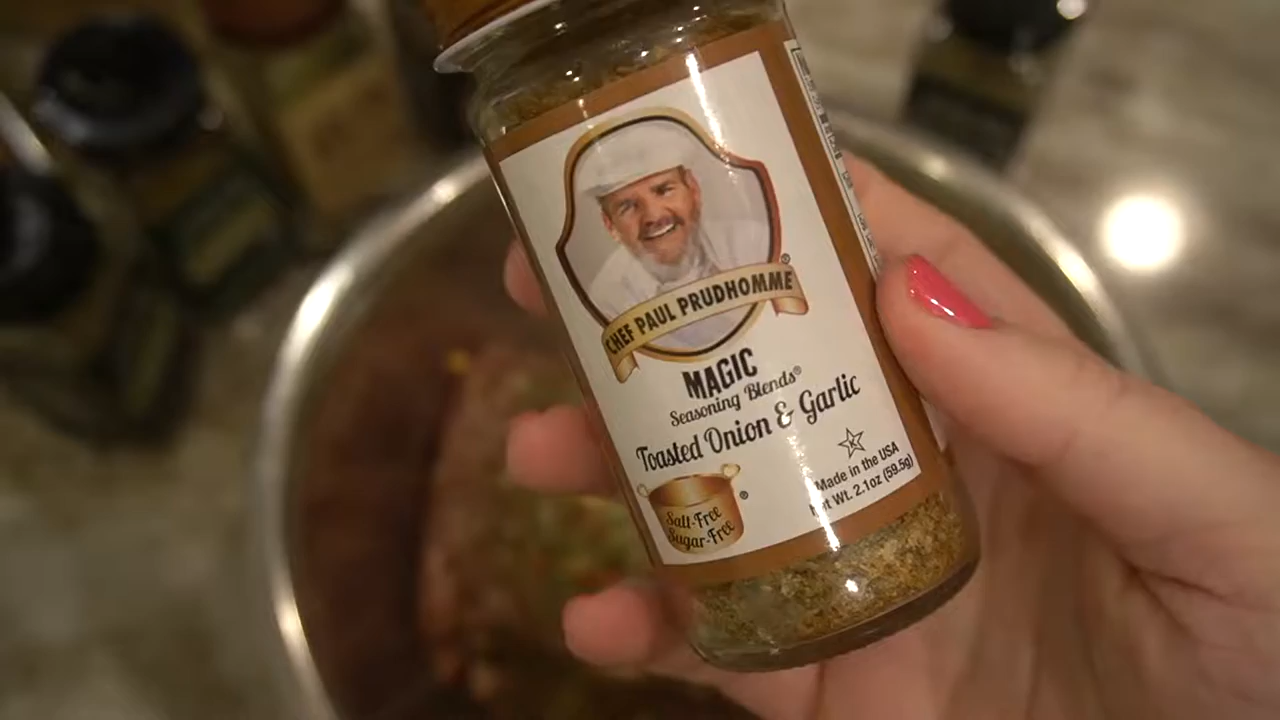 CHEF PAUL PRUDHOMME®
MAGIC
Seasoning Blends®
Toasted Onion & Garlic
K
Made in the USA
Net Wt. 2.1oz (59.5g)
Salt-Free
Sugar-Free
®